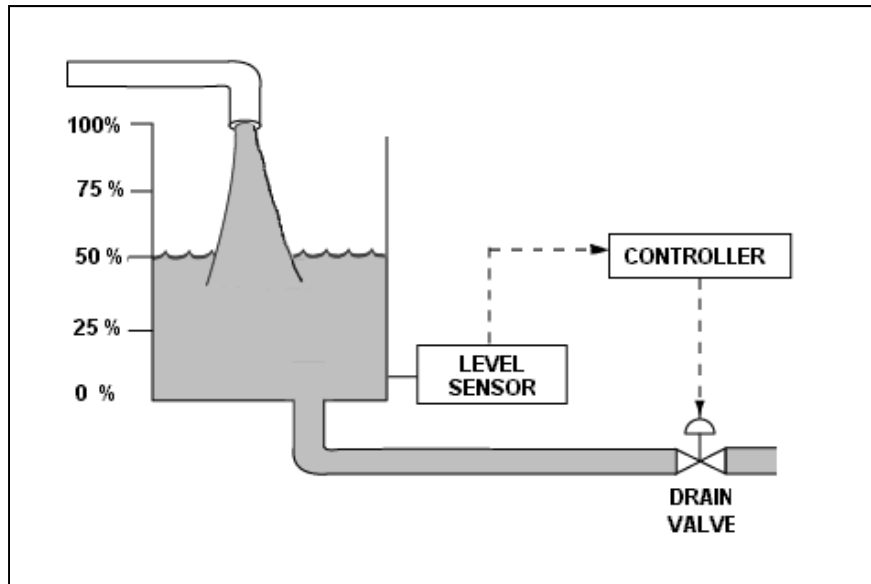 100%
75 %
50 %
25 %
0 %
CONTROLLER
LEVEL
SENSOR
DRAIN
VALVE